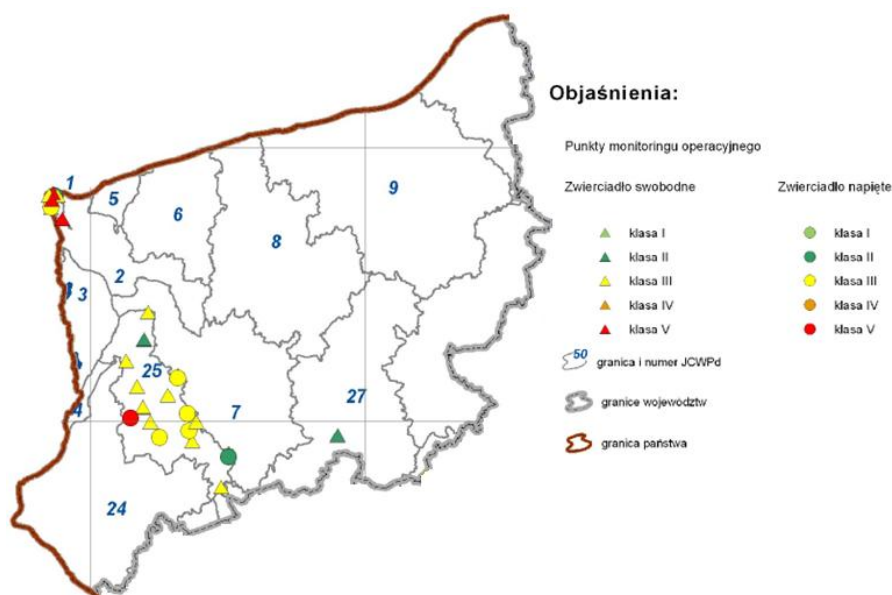 Objaśnienia:
Punkty monitoringu operacyjnego
Zwierciadło swobodne
Zwierciadło napięte
klasa I
klasa I
klasa II
klasa II
klasa III
klasa III
klasa IV
klasa IV
klasa V
klasa V
50
granica i numer JCWPd
granice województw
granica państwa
1
5
6
9
8
2
3
25
4
7
27
24